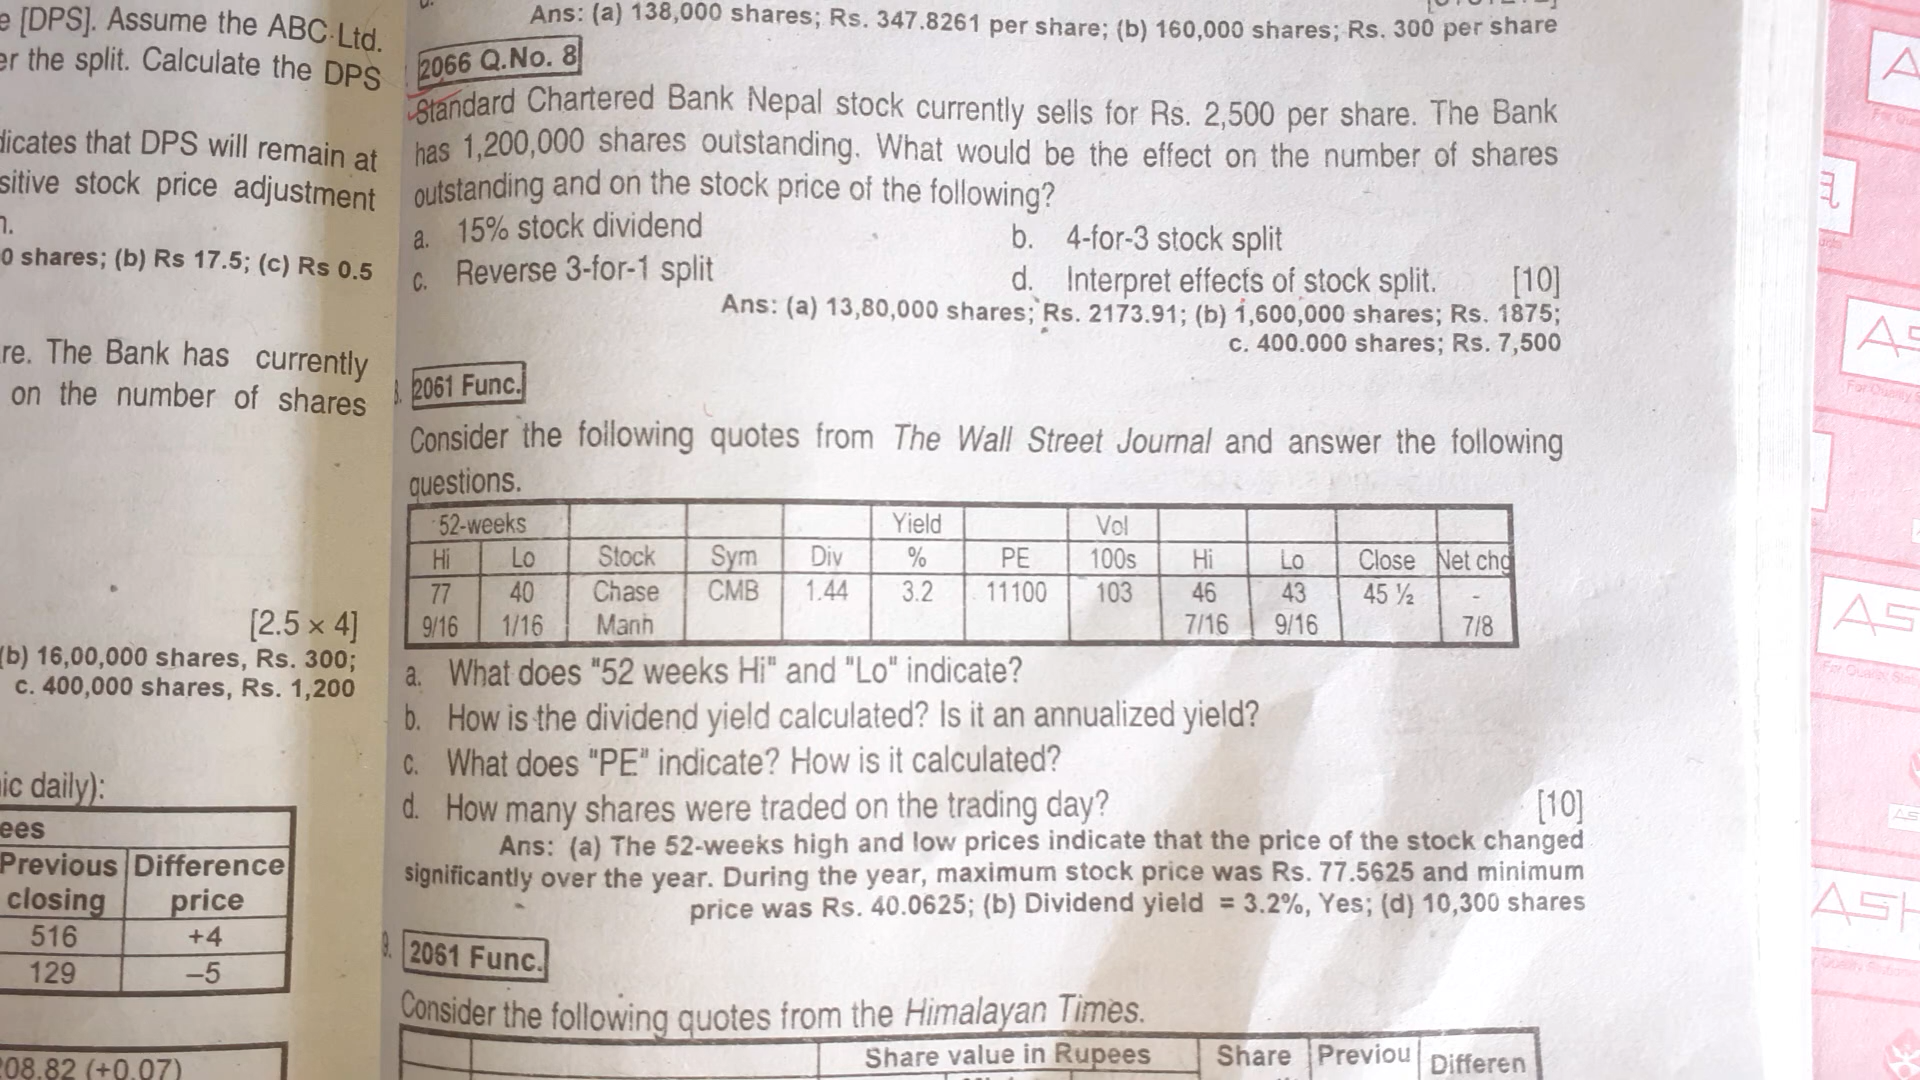 e [DPS]. Assume the ABC Ltd.
er the split. Calculate the DPS
dicates that DPS will remain at
sitive stock price adjustment
n.
0 shares; (b) Rs 17.5; (c) Rs 0.5
re. The Bank has currently
on the number of shares
[2.5 × 4]
(b) 16,00,000 shares, Rs. 300;
c. 400,000 shares, Rs. 1,200
ic daily):
ees
Previous Difference
closing price
516 +4
129 –5
208.82 (+0.07)
Ans: (a) 138,000 shares; Rs. 347.8261 per share; (b) 160,000 shares; Rs. 300 per share
2066 Q.No. 8
Standard Chartered Bank Nepal stock currently sells for Rs. 2,500 per share. The Bank
has 1,200,000 shares outstanding. What would be the effect on the number of shares
outstanding and on the stock price of the following?
a. 15% stock dividend b. 4-for-3 stock split
c. Reverse 3-for-1 split d. Interpret effects of stock split. [10]
Ans: (a) 13,80,000 shares; Rs. 2173.91; (b) 1,600,000 shares; Rs. 1875;
c. 400.000 shares; Rs. 7,500
8. 2061 Func.
Consider the following quotes from The Wall Street Journal and answer the following
questions.
52-weeks Yield Vol
Hi Lo Stock Sym Div % PE 100s Hi Lo Close Net chg
77 40 Chase CMB 1.44 3.2 11100 103 46 43 45 ½ -
9/16 1/16 Manh 7/16 9/16 7/8
a. What does "52 weeks Hi" and "Lo" indicate?
b. How is the dividend yield calculated? Is it an annualized yield?
c. What does "PE" indicate? How is it calculated?
d. How many shares were traded on the trading day? [10]
Ans: (a) The 52-weeks high and low prices indicate that the price of the stock changed
significantly over the year. During the year, maximum stock price was Rs. 77.5625 and minimum
price was Rs. 40.0625; (b) Dividend yield = 3.2%, Yes; (d) 10,300 shares
9. 2061 Func.
Consider the following quotes from the Himalayan Times.
Share value in Rupees Share Previou Differen